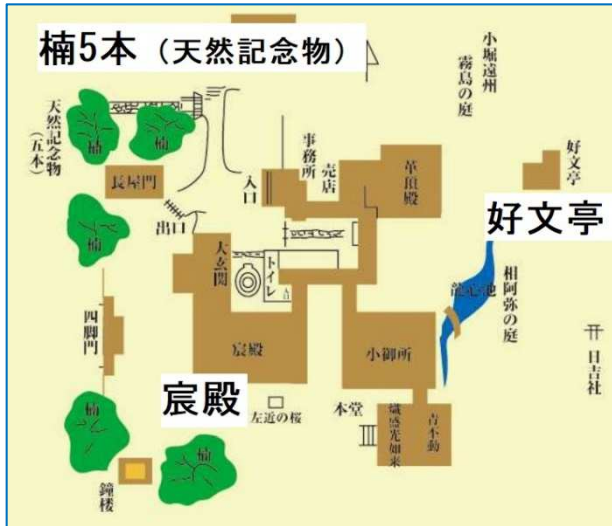 楠5本（天然記念物）
小堀遠州
霧島の庭
天然記念物
（五本）
楠
楠
長屋門
事務所
売店
華頂殿
好文亭
入口
好文亭
出口
楠
大玄関
トイレ
入口
龍心池
相阿弥の庭
四脚門
宸殿
小御所
日吉社
宸殿
左近の桜
本堂
熾盛光如来
青不動
楠
楠
鐘楼